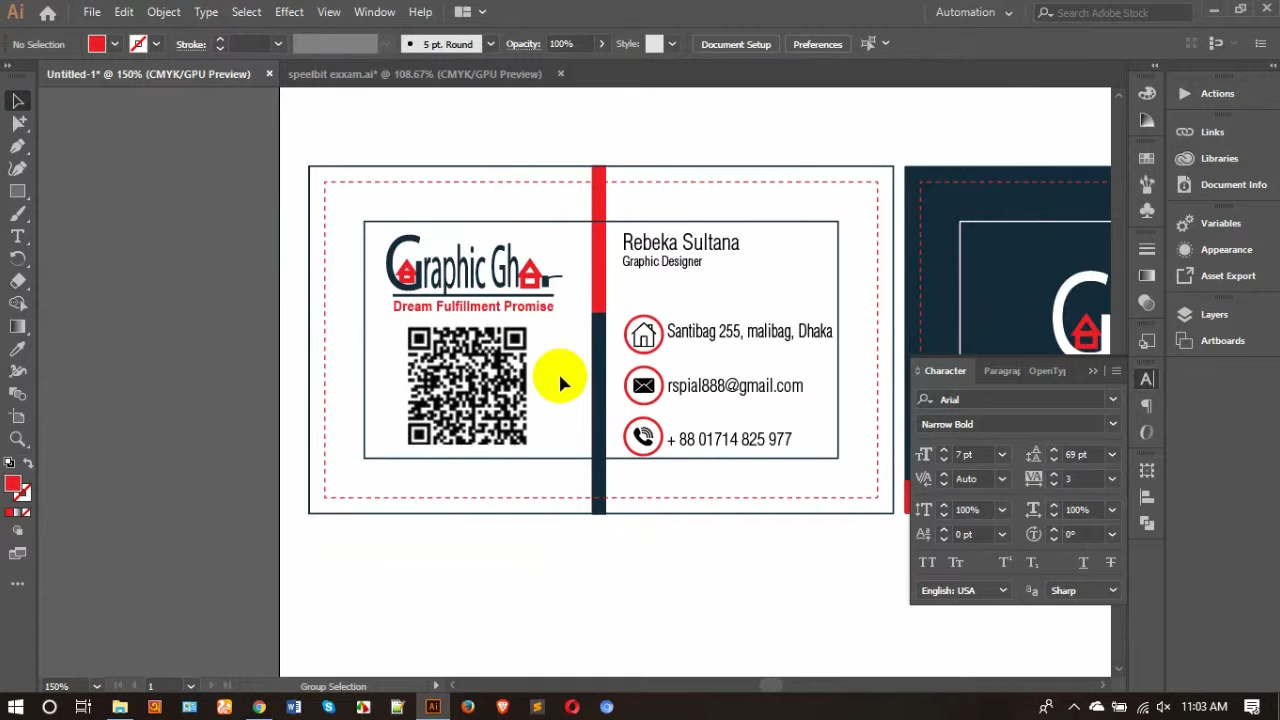 Ai File Edit Object Type Select Effect View Window Help Automation Search Adobe Stock
No Selection Stroke: 5 pt. Round Opacity: 100% Style: Document Setup Preferences
Untitled-1* @ 150% (CMYK/GPU Preview) × speelbit exxam.ai* @ 108.67% (CMYK/GPU Preview) ×
Actions
Links
Libraries
Document Info
Variables
Appearance
Asset Export
Layers
Artboards
Graphic Ghar
Dream Fulfillment Promise
Rebeka Sultana
Graphic Designer
Santibag 255, malibag, Dhaka
rspial888@gmail.com
+ 88 01714 825 977
G
Character Paragrap OpenTyp
Arial
Narrow Bold
7 pt 69 pt
Auto 3
100% 100%
0 pt 0°
English: USA Sharp
150% 1 Group Selection
11:03 AM